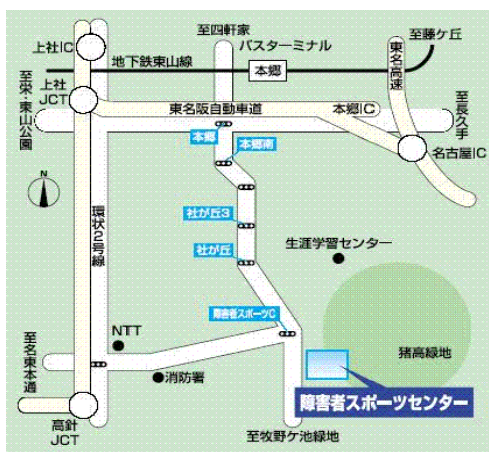 至四軒家
至藤ケ丘
上社IC
バスターミナル
地下鉄東山線
本郷
東名高速
至栄・東山公園
上社
JCT
東名阪自動車道
本郷IC
至長久手
本郷
本郷南
名古屋IC
社が丘3
環状2号線
生涯学習センター
社が丘
障害者スポーツC
NTT
猪高緑地
至名東本通
消防署
障害者スポーツセンター
高針
JCT
至牧野ケ池緑地